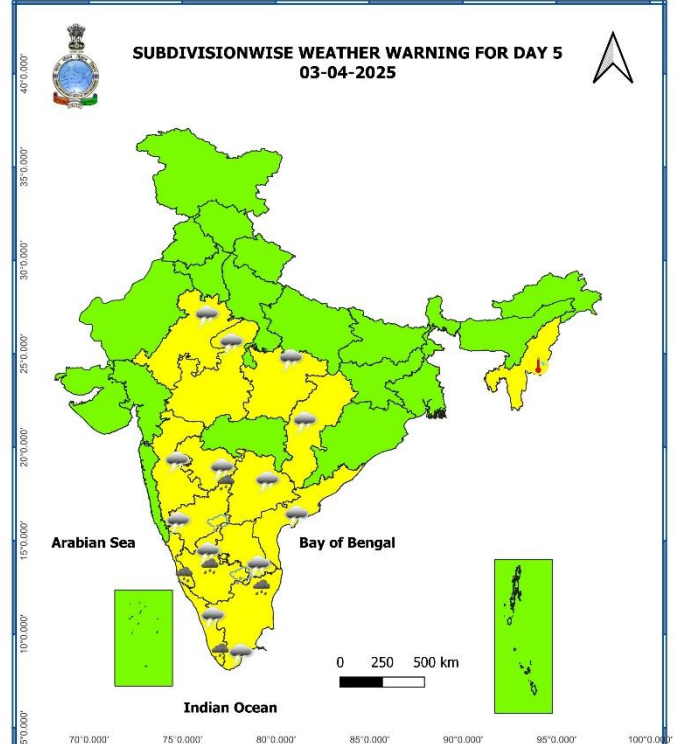 SUBDIVISIONWISE WEATHER WARNING FOR DAY 5
03-04-2025
40°0.000'
35°0.000'
30°0.000'
25°0.000'
20°0.000'
15°0.000'
Arabian Sea
Bay of Bengal
10°0.000'
0 250 500 km
Indian Ocean
5°0.000'
70°0.000' 75°0.000' 80°0.000' 85°0.000' 90°0.000' 95°0.000' 100°0.000'